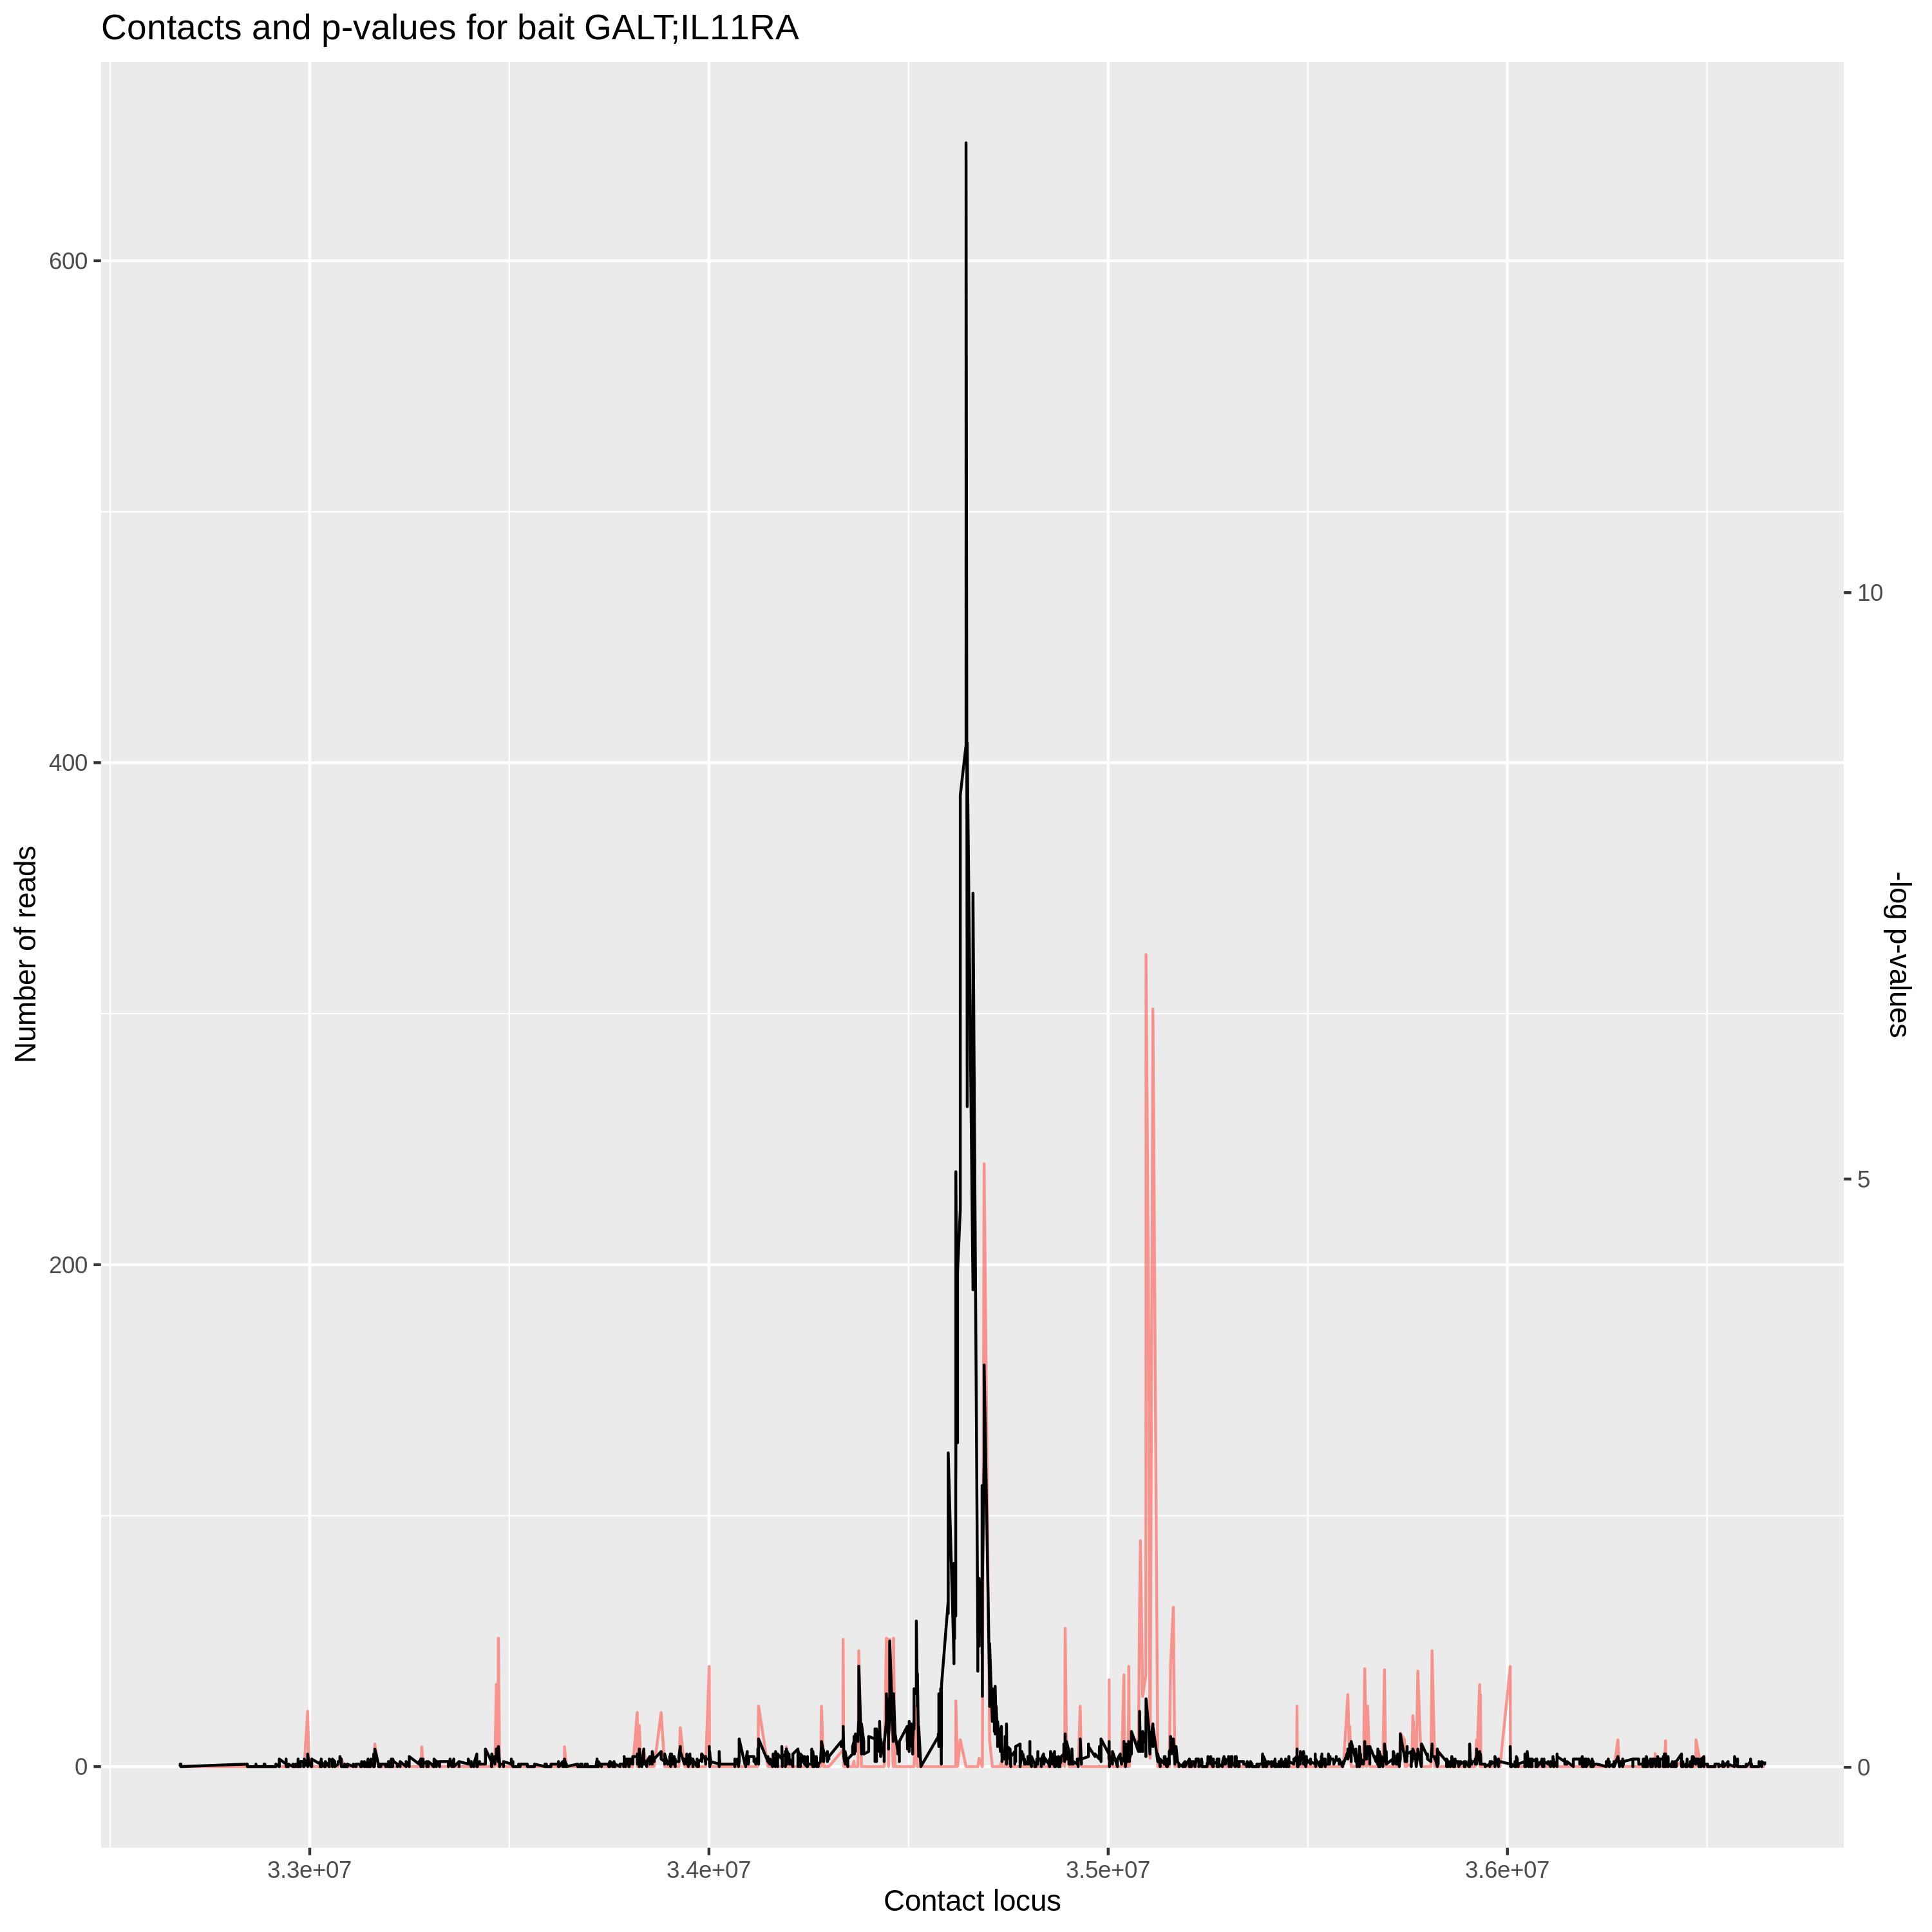 Contacts and p-values for bait GALT;IL11RA
600
400
200
0
Number of reads
10
5
0
-log p-values
3.3e+07
3.4e+07
3.5e+07
3.6e+07
Contact locus